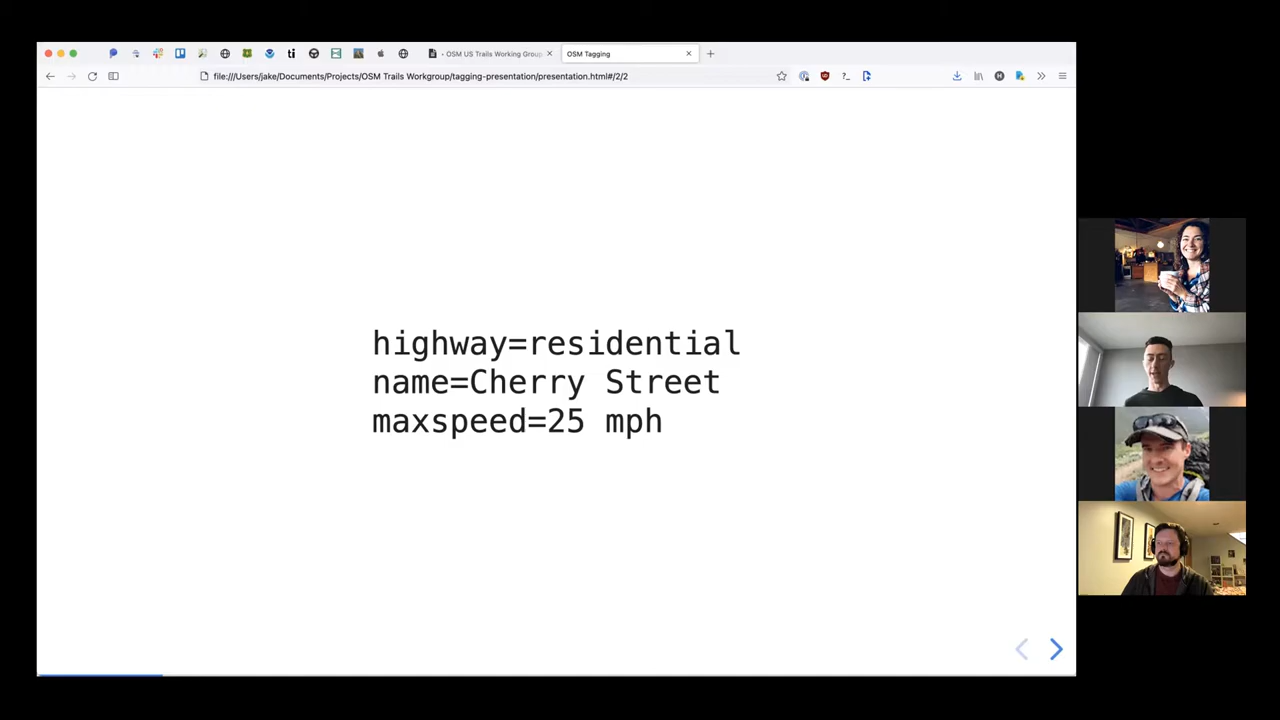 - OSM US Trails Working Group
OSM Tagging
file:///Users/jake/Documents/Projects/OSM Trails Workgroup/tagging-presentation/presentation.html#/2/2
highway=residential
name=Cherry Street
maxspeed=25 mph